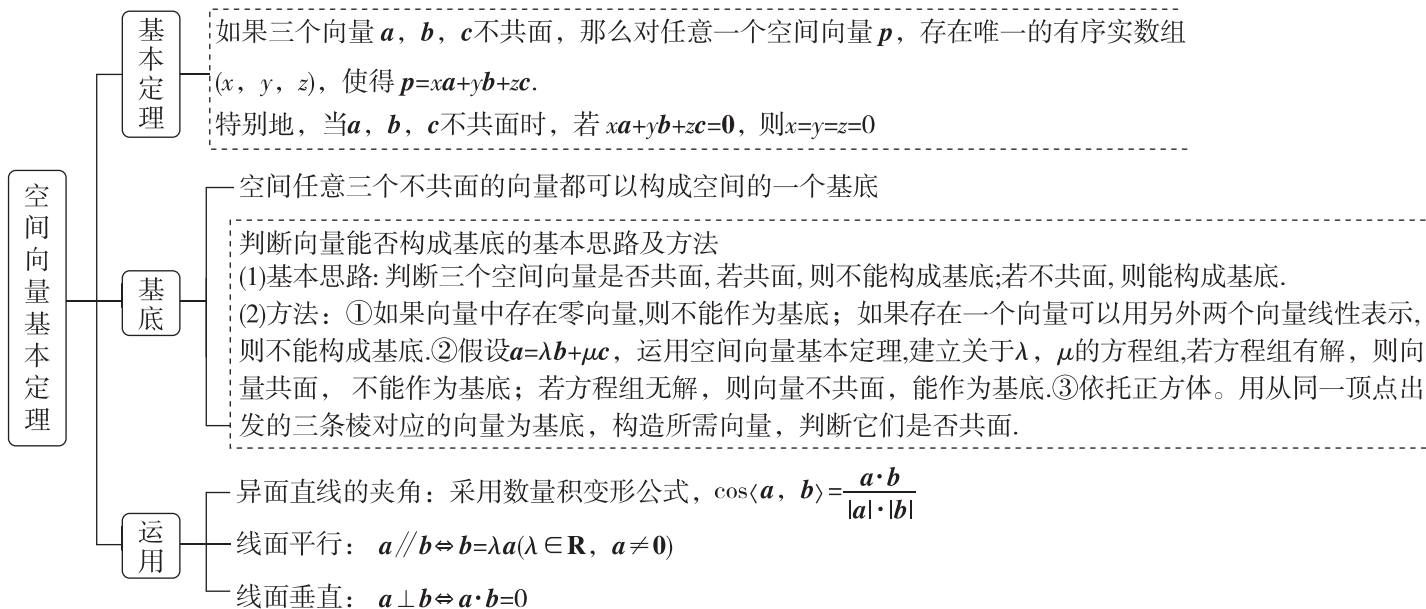 空间向量基本定理
基本定理
如果三个向量 a，b，c不共面，那么对任意一个空间向量 p，存在唯一的有序实数组
(x，y，z)，使得 p=xa+yb+zc.
特别地，当a，b，c不共面时，若 xa+yb+zc=0，则x=y=z=0
基底
空间任意三个不共面的向量都可以构成空间的一个基底
判断向量能否构成基底的基本思路及方法
(1)基本思路: 判断三个空间向量是否共面, 若共面, 则不能构成基底;若不共面, 则能构成基底.
(2)方法：①如果向量中存在零向量,则不能作为基底；如果存在一个向量可以用另外两个向量线性表示,
则不能构成基底.②假设a=λb+μc，运用空间向量基本定理,建立关于λ，μ的方程组,若方程组有解，则向
量共面， 不能作为基底；若方程组无解，则向量不共面，能作为基底.③依托正方体。用从同一顶点出
发的三条棱对应的向量为基底，构造所需向量，判断它们是否共面.
运用
异面直线的夹角：采用数量积变形公式，cos⟨a，b⟩=a·b/|a|·|b|
线面平行： a∥b⇔b=λa(λ∈R，a≠0)
线面垂直： a⊥b⇔a·b=0